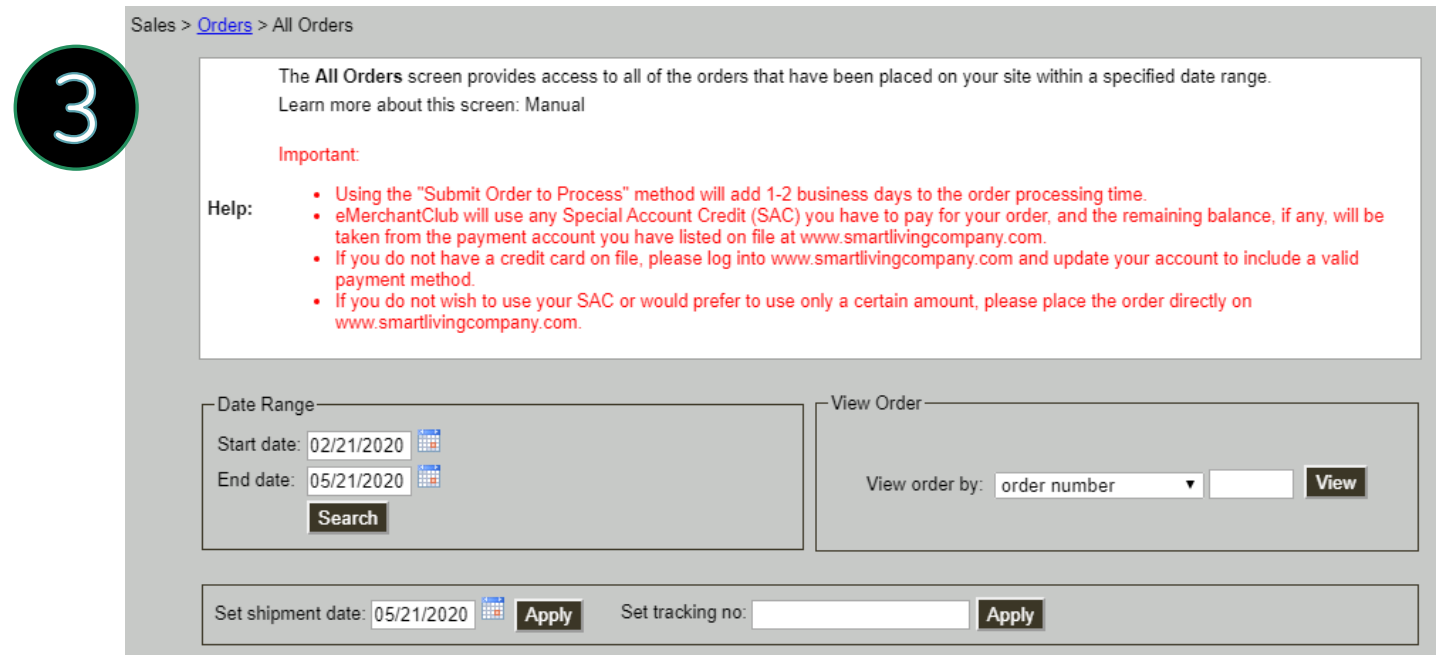 Sales > Orders > All Orders
3
The All Orders screen provides access to all of the orders that have been placed on your site within a specified date range.
Learn more about this screen: Manual
Important:
Help:
• Using the "Submit Order to Process" method will add 1-2 business days to the order processing time.
• eMerchantClub will use any Special Account Credit (SAC) you have to pay for your order, and the remaining balance, if any, will be
taken from the payment account you have listed on file at www.smartlivingcompany.com.
• If you do not have a credit card on file, please log into www.smartlivingcompany.com and update your account to include a valid
payment method.
• If you do not wish to use your SAC or would prefer to use only a certain amount, please place the order directly on
www.smartlivingcompany.com.
Date Range
Start date: 02/21/2020
End date: 05/21/2020
Search
View Order
View order by: order number View
Set shipment date: 05/21/2020 Apply Set tracking no: Apply